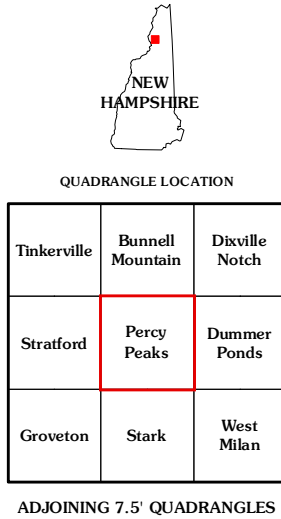 NEW
HAMPSHIRE
QUADRANGLE LOCATION
Tinkerville
Bunnell
Mountain
Dixville
Notch
Stratford
Percy
Peaks
Dummer
Ponds
Groveton
Stark
West
Milan
ADJOINING 7.5' QUADRANGLES